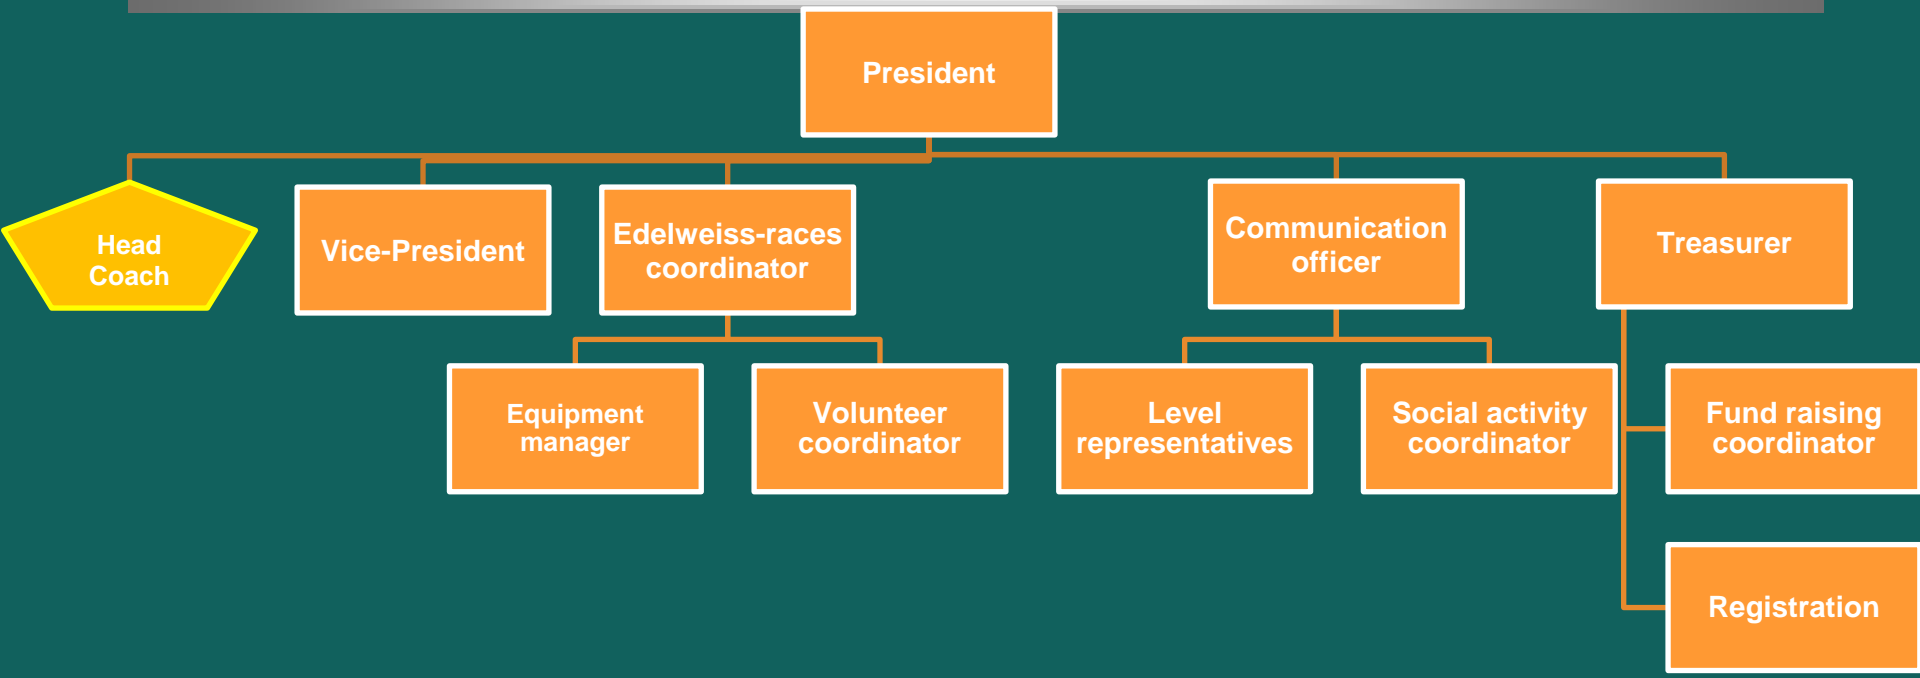 President
Head
Coach
Vice-President
Edelweiss-races
coordinator
Communication
officer
Treasurer
Equipment
manager
Volunteer
coordinator
Level
representatives
Social activity
coordinator
Fund raising
coordinator
Registration